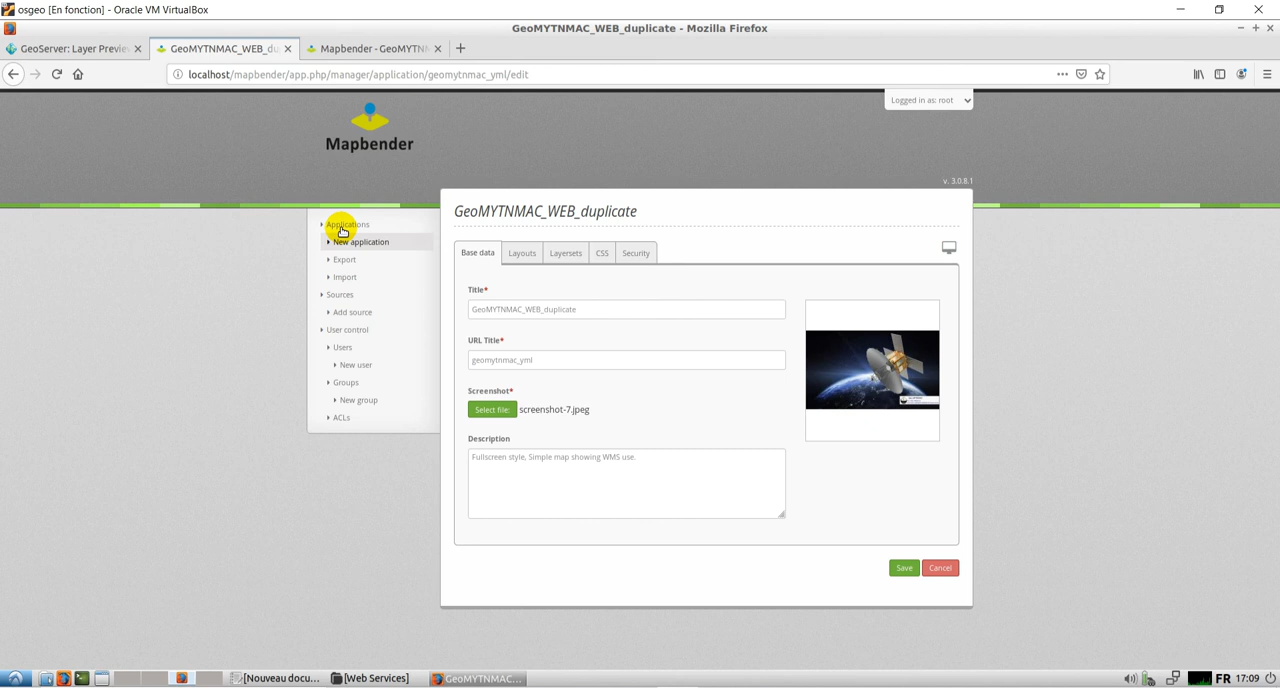 osgeo [En fonction] - Oracle VM VirtualBox
GeoMYTNMAC_WEB_duplicate - Mozilla Firefox
GeoServer: Layer Previe
GeoMYTNMAC_WEB_du
Mapbender - GeoMYTN
localhost/mapbender/app.php/manager/application/geomytnmac_yml/edit
Logged in as: root
Mapbender
v. 3.0.8.1
Applications
New application
Export
Import
Sources
Add source
User control
Users
New user
Groups
New group
ACLs
GeoMYTNMAC_WEB_duplicate
Base data
Layouts
Layersets
CSS
Security
Title*
GeoMYTNMAC_WEB_duplicate
URL Title*
geomytnmac_yml
Screenshot*
Select file: screenshot-7.jpeg
Description
Fullscreen style, Simple map showing WMS use.
Save
Cancel
[Nouveau docu...
[Web Services]
GeoMYTNMAC...
FR 17:09